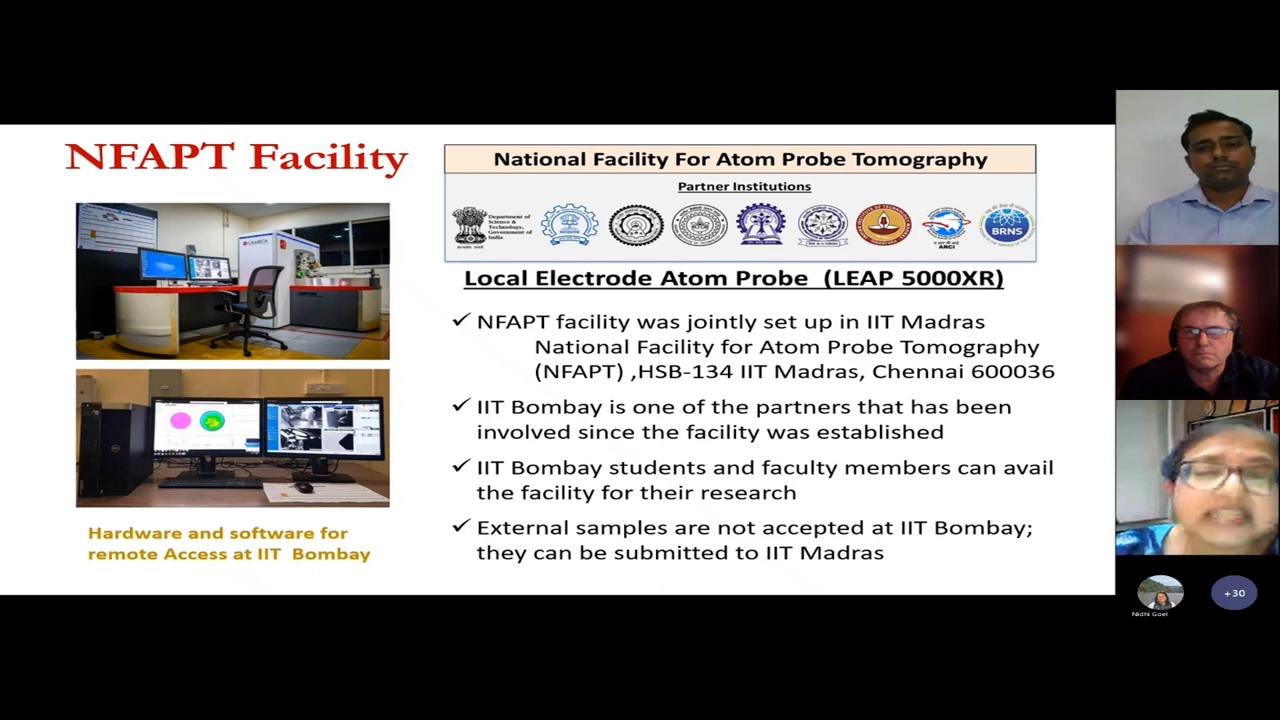 NFAPT Facility
National Facility For Atom Probe Tomography
Partner Institutions
Department of
Science &
Technology,
Government of
India
ARCI
BRNS
CAMECA
Local Electrode Atom Probe (LEAP 5000XR)
✓ NFAPT facility was jointly set up in IIT Madras
National Facility for Atom Probe Tomography
(NFAPT) ,HSB-134 IIT Madras, Chennai 600036
✓ IIT Bombay is one of the partners that has been
involved since the facility was established
✓ IIT Bombay students and faculty members can avail
the facility for their research
✓ External samples are not accepted at IIT Bombay;
they can be submitted to IIT Madras
Hardware and software for
remote Access at IIT Bombay
Nidhi Goel
+30